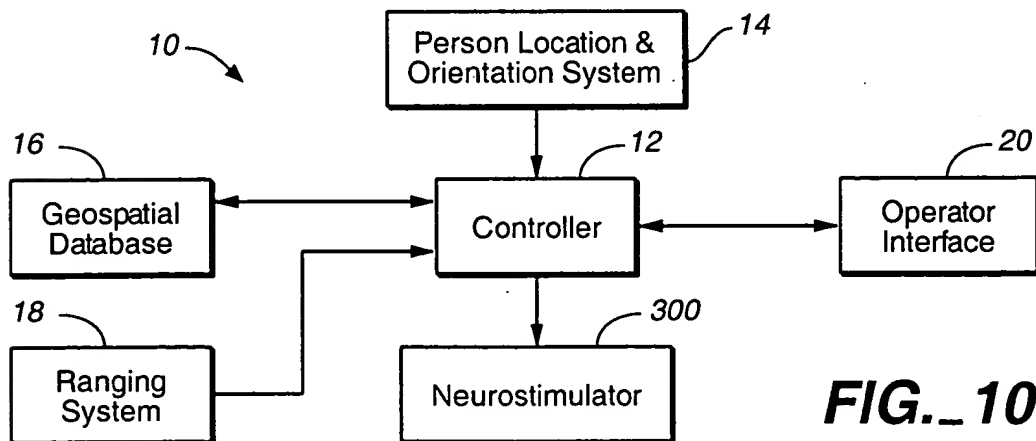 10
Person Location &
Orientation System
14
16
Geospatial
Database
12
Controller
20
Operator
Interface
18
Ranging
System
300
Neurostimulator
FIG._10